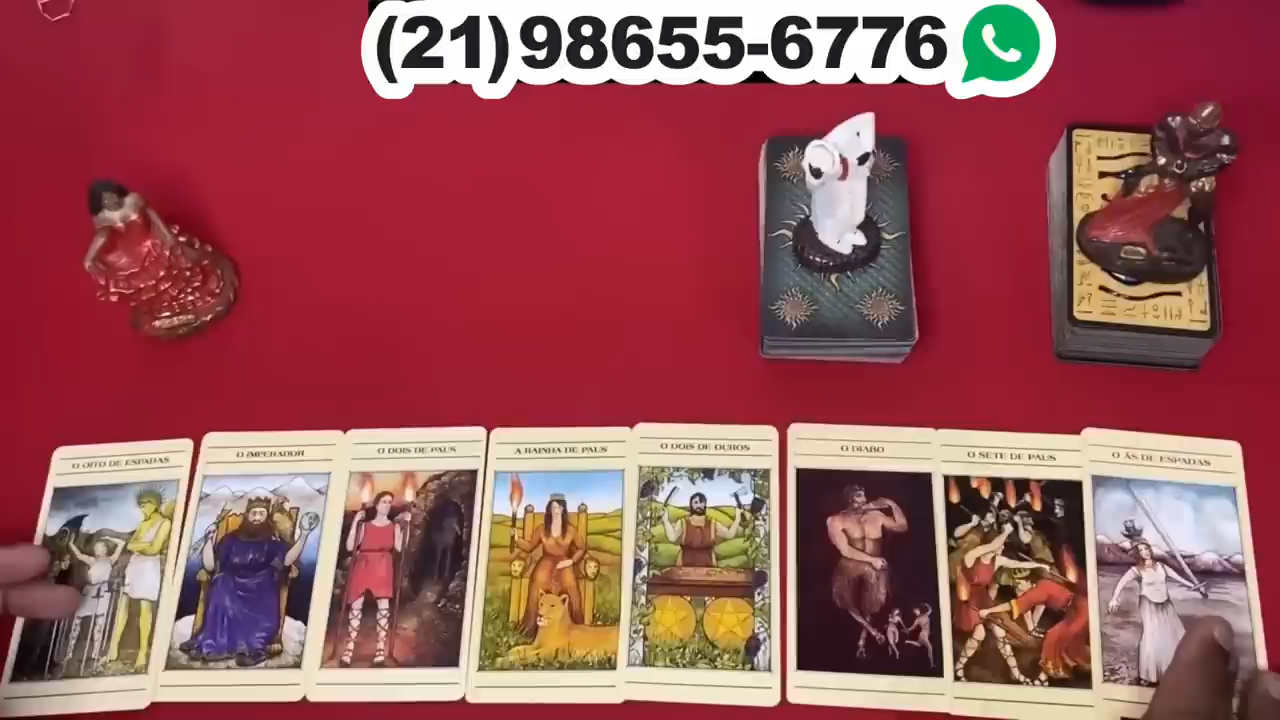 (21)98655-6776
O OITO DE ESPADAS
O IMPERADOR
O DOIS DE PAUS
A RAINHA DE PAUS
O DOIS DE OUROS
O DIABO
O SETE DE PAUS
O ÀS DE ESPADAS